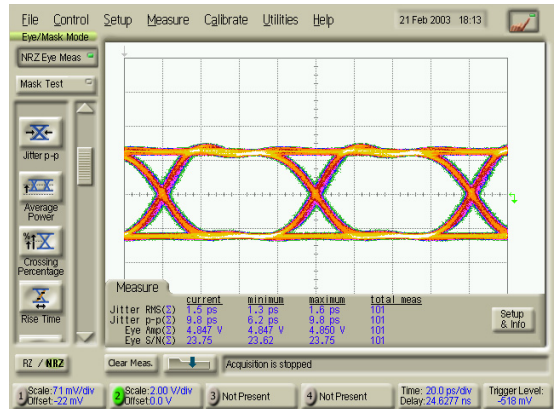 File Control Setup Measure Calibrate Utilities Help 21 Feb 2003 18:13
Eye/Mask Mode
NRZ Eye Meas
Mask Test
Jitter p-p
Average
Power
Crossing
Percentage
Rise Time
Measure
current minimum maximum total meas
Jitter RMS(Σ) 1.5 ps 1.3 ps 1.6 ps 101
Jitter p-p(Σ) 9.8 ps 6.2 ps 9.8 ps 101
Eye Amp(Σ) 4.847 V 4.847 V 4.850 V 101
Eye S/N(Σ) 23.75 23.62 23.75 101
Setup
& Info
RZ / NRZ
Clear Meas.
Acquisition is stopped
1 Scale:71 mV/div
Offset:-22 mV
2 Scale:2.00 V/div
Offset:0.0 V
3 Not Present
4 Not Present
Time: 20.0 ps/div
Delay:24.6277 ns
Trigger Level:
-518 mV